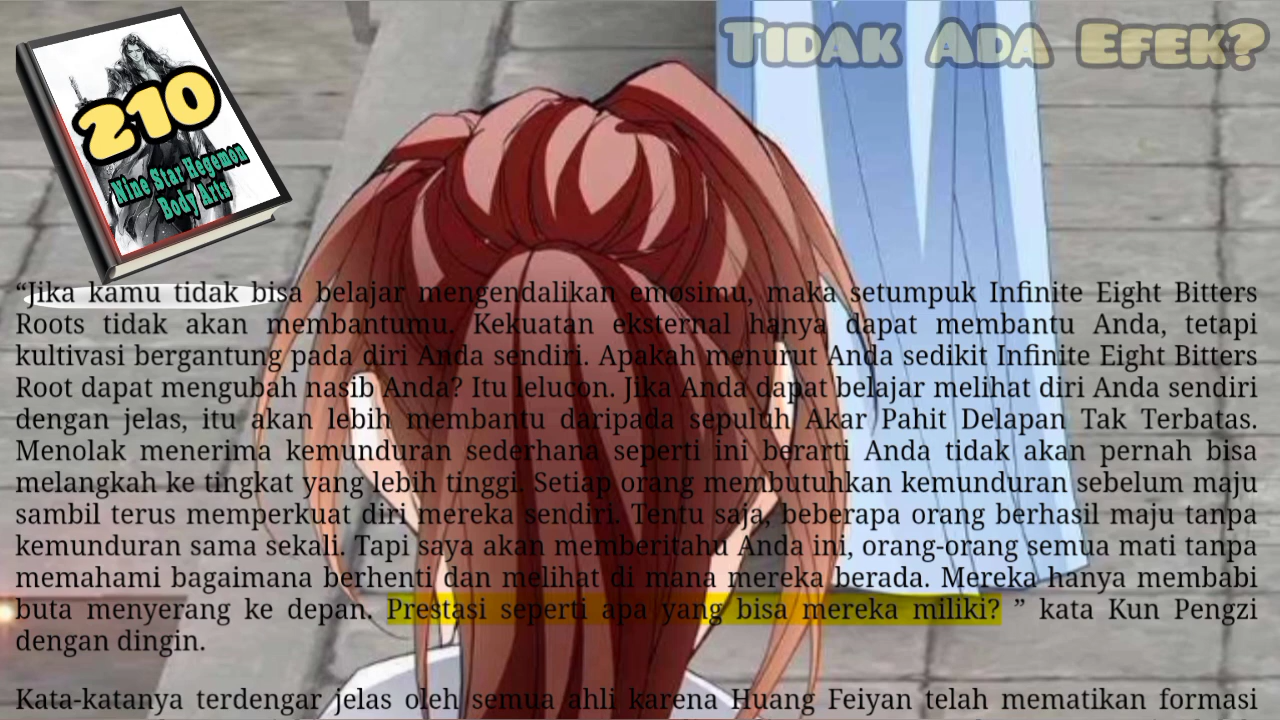 Tidak Ada Efek?
210
Nine Star Hegemon
Body Arts
“Jika kamu tidak bisa belajar mengendalikan emosimu, maka setumpuk Infinite Eight Bitters
Roots tidak akan membantumu. Kekuatan eksternal hanya dapat membantu Anda, tetapi
kultivasi bergantung pada diri Anda sendiri. Apakah menurut Anda sedikit Infinite Eight Bitters
Root dapat mengubah nasib Anda? Itu lelucon. Jika Anda dapat belajar melihat diri Anda sendiri
dengan jelas, itu akan lebih membantu daripada sepuluh Akar Pahit Delapan Tak Terbatas.
Menolak menerima kemunduran sederhana seperti ini berarti Anda tidak akan pernah bisa
melangkah ke tingkat yang lebih tinggi. Setiap orang membutuhkan kemunduran sebelum maju
sambil terus memperkuat diri mereka sendiri. Tentu saja, beberapa orang berhasil maju tanpa
kemunduran sama sekali. Tapi saya akan memberitahu Anda ini, orang-orang semua mati tanpa
memahami bagaimana berhenti dan melihat di mana mereka berada. Mereka hanya membabi
buta menyerang ke depan. Prestasi seperti apa yang bisa mereka miliki? ” kata Kun Pengzi
dengan dingin.
Kata-katanya terdengar jelas oleh semua ahli karena Huang Feiyan telah mematikan formasi